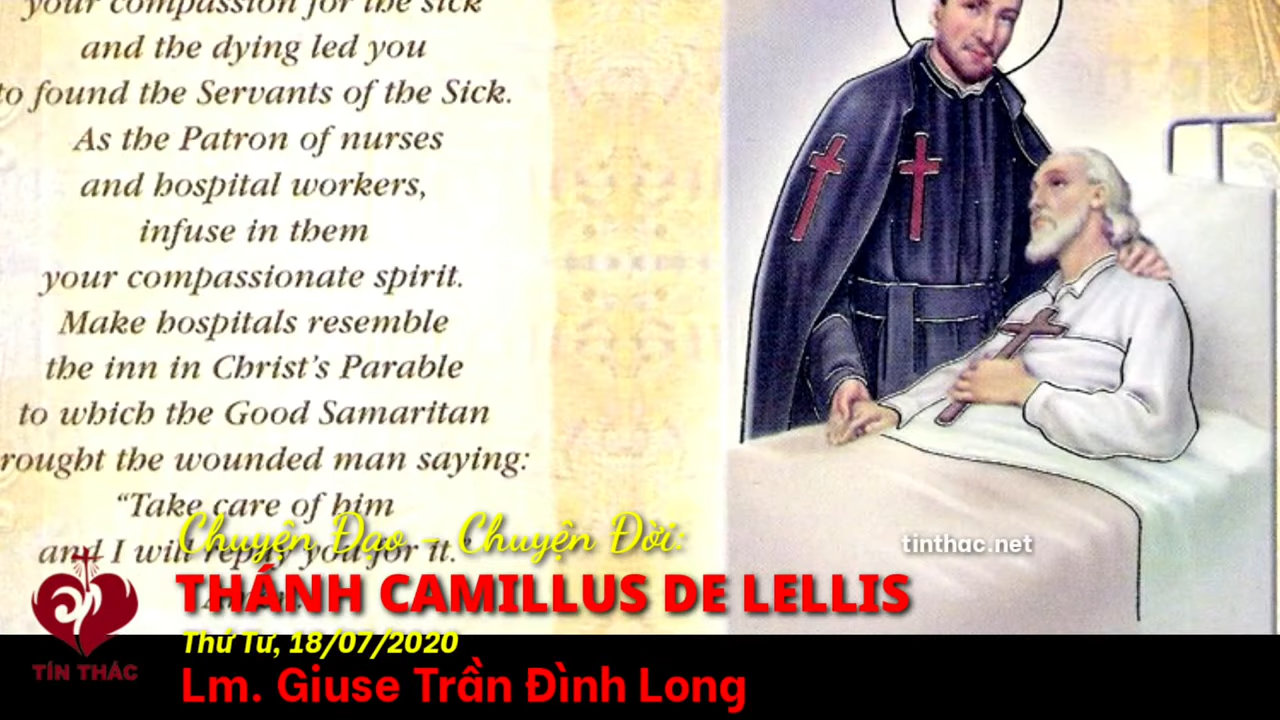 your compassion for the sick
and the dying led you
to found the Servants of the Sick.
As the Patron of nurses
and hospital workers,
infuse in them
your compassionate spirit.
Make hospitals resemble
the inn in Christ's Parable
to which the Good Samaritan
rought the wounded man saying:
“Take care of him
and I will repay you for it.”
Chuyện Đạo - Chuyện Đời:
tinthac.net
THÁNH CAMILLUS DE LELLIS
Thứ Tư, 18/07/2020
TÍN THÁC
Lm. Giuse Trần Đình Long